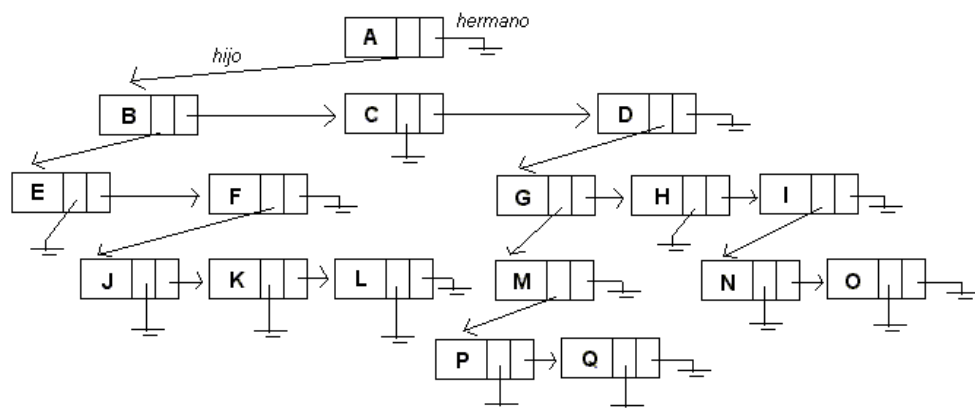 hermano
A
hijo
B C D
E F G H I
J K L M N O
P Q